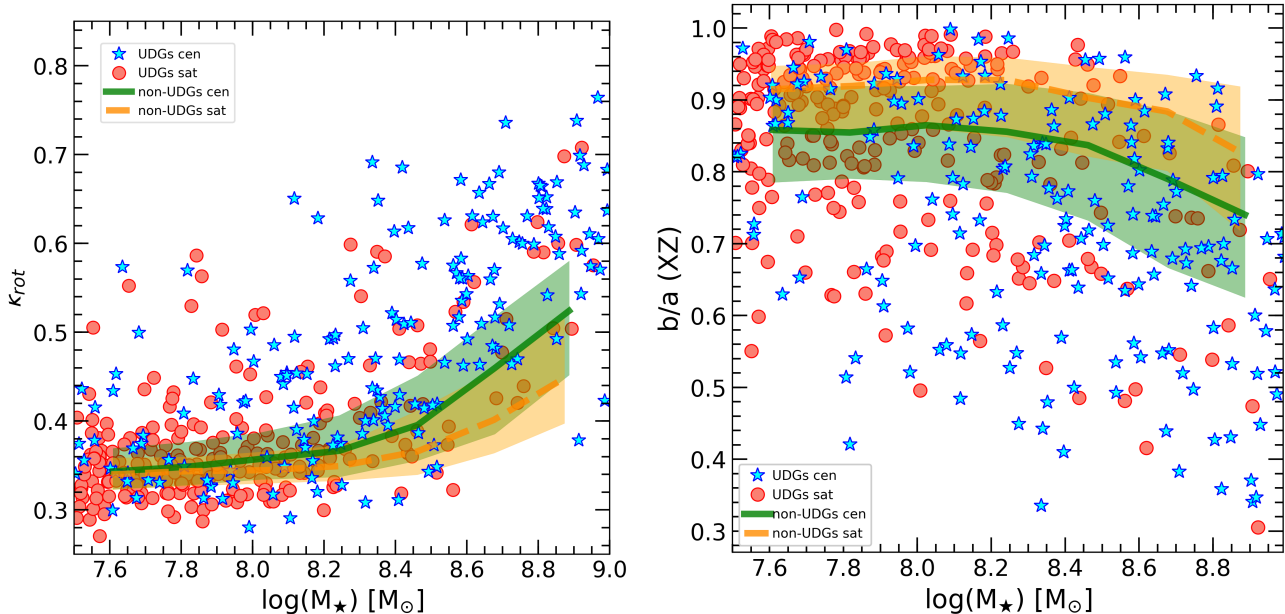 0.8
0.7
0.6
0.5
0.4
0.3
κrot
UDGs cen
UDGs sat
non-UDGs cen
non-UDGs sat
7.6 7.8 8.0 8.2 8.4 8.6 8.8 9.0
log(M★) [M⊙]
1.0
0.9
0.8
0.7
0.6
0.5
0.4
0.3
b/a (XZ)
UDGs cen
UDGs sat
non-UDGs cen
non-UDGs sat
7.6 7.8 8.0 8.2 8.4 8.6 8.8
log(M★) [M⊙]